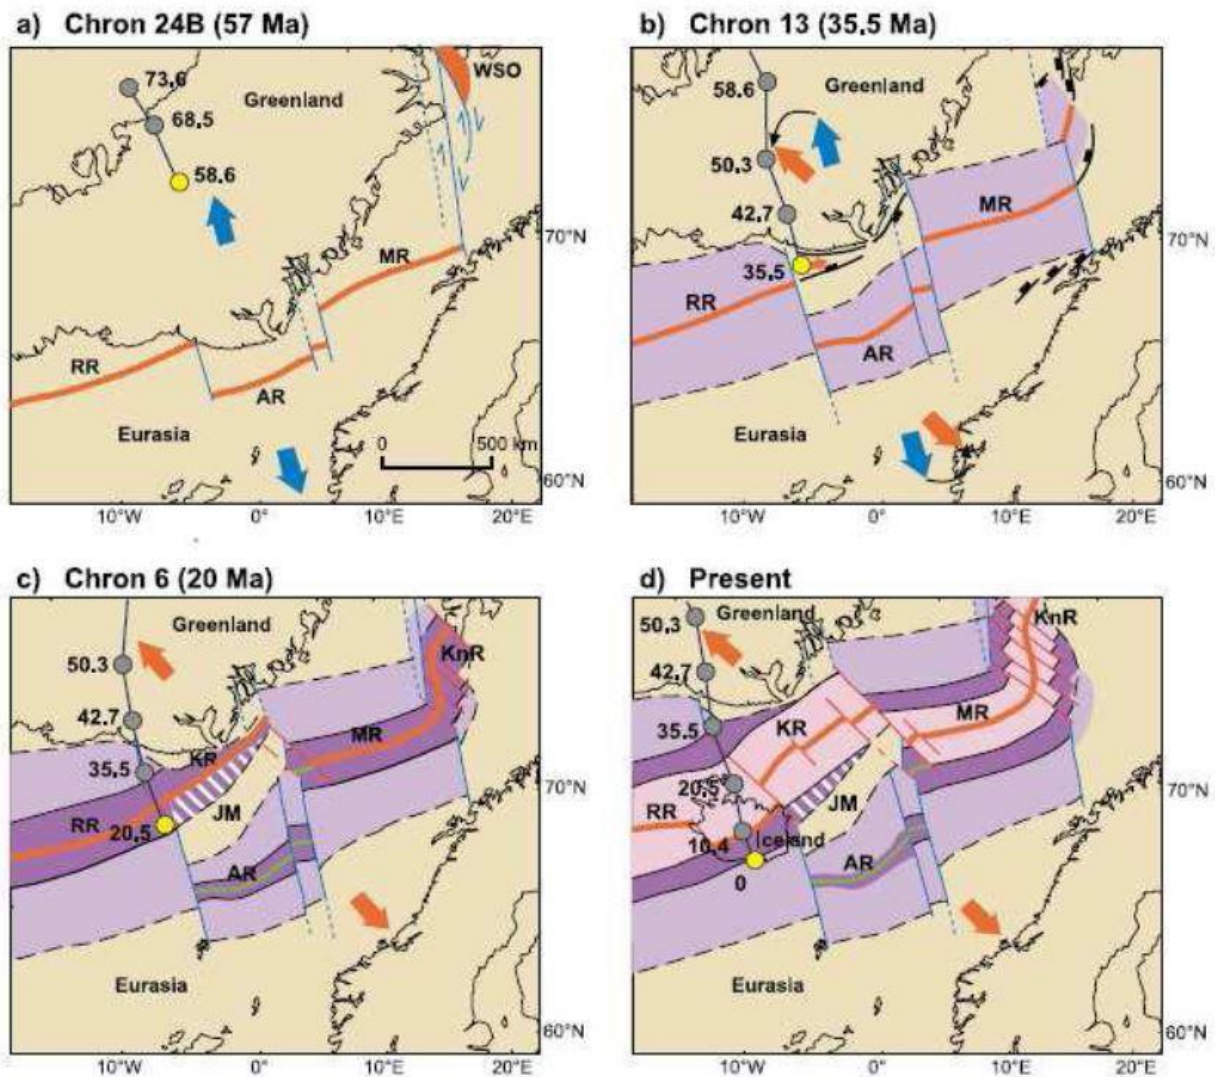 a) Chron 24B (57 Ma)
73.6
68.5
58.6
Greenland
WSO
MR
RR
AR
Eurasia
0 500 km
70°N
60°N
10°W 0° 10°E 20°E
b) Chron 13 (35.5 Ma)
58.6
Greenland
50.3
42.7
35.5
MR
RR
AR
Eurasia
70°N
60°N
10°W 0° 10°E 20°E
c) Chron 6 (20 Ma)
Greenland
50.3
KnR
42.7
MR
35.5
KR
RR
20.5
JM
AR
Eurasia
70°N
60°N
10°W 0° 10°E 20°E
d) Present
50.3
Greenland
KnR
42.7
35.5
KR
MR
20.5
JM
RR
10.4
Iceland
AR
0
Eurasia
70°N
60°N
10°W 0° 10°E 20°E